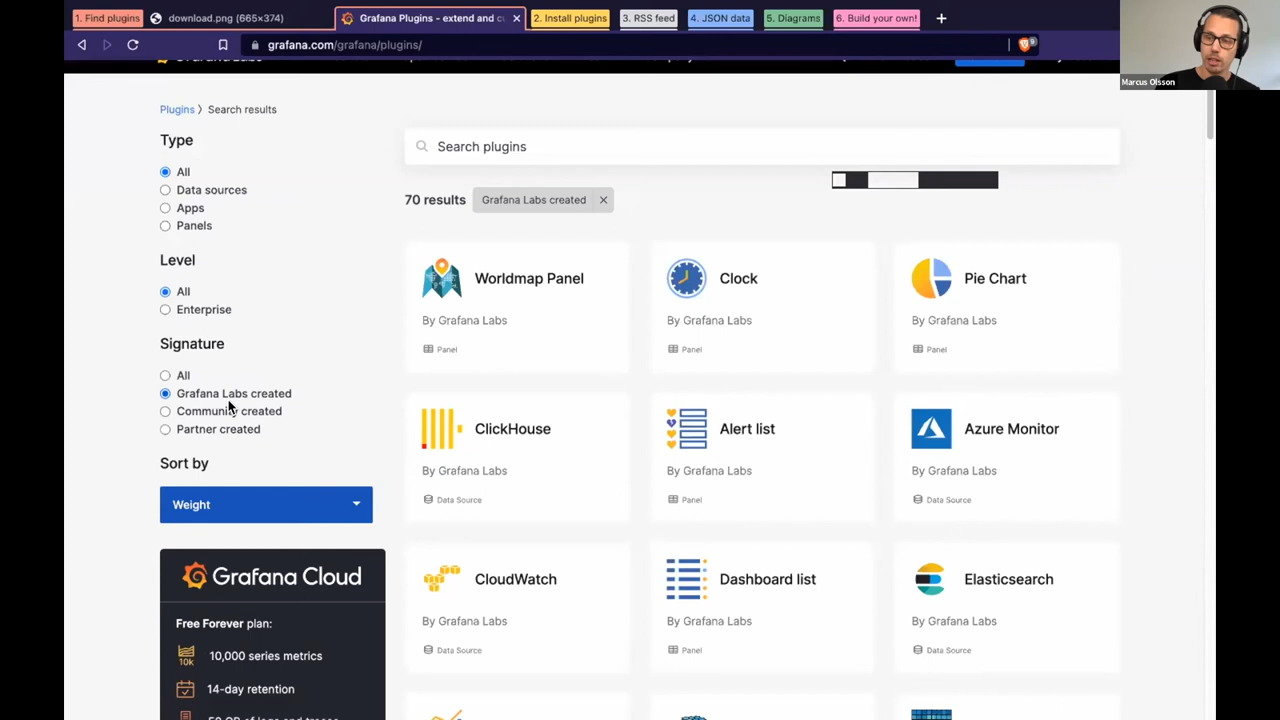 1. Find plugins
download.png (665×374)
Grafana Plugins - extend and cu
2. Install plugins
3. RSS feed
4. JSON data
5. Diagrams
6. Build your own!
grafana.com/grafana/plugins/
9
Marcus Olsson
Plugins 〉 Search results
Type
All
Data sources
Apps
Panels
Level
All
Enterprise
Signature
All
Grafana Labs created
Community created
Partner created
Sort by
Weight
Grafana Cloud
Free Forever plan:
10k
10,000 series metrics
14-day retention
Search plugins
70 results
Grafana Labs created
Worldmap Panel
By Grafana Labs
Panel
Clock
By Grafana Labs
Panel
Pie Chart
By Grafana Labs
Panel
ClickHouse
By Grafana Labs
Data Source
Alert list
By Grafana Labs
Panel
Azure Monitor
By Grafana Labs
Data Source
CloudWatch
By Grafana Labs
Data Source
Dashboard list
By Grafana Labs
Panel
Elasticsearch
By Grafana Labs
Data Source